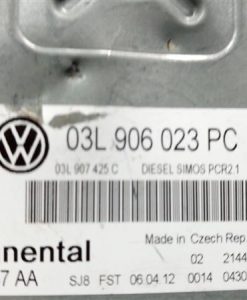 03L 906 023 PC
03L 907 425 C DIESEL SIMOS PCR2.1
nental
Made in Czech Rep.
02 2144
7 AA
SJ8 FST 06.04.12 0014 0430